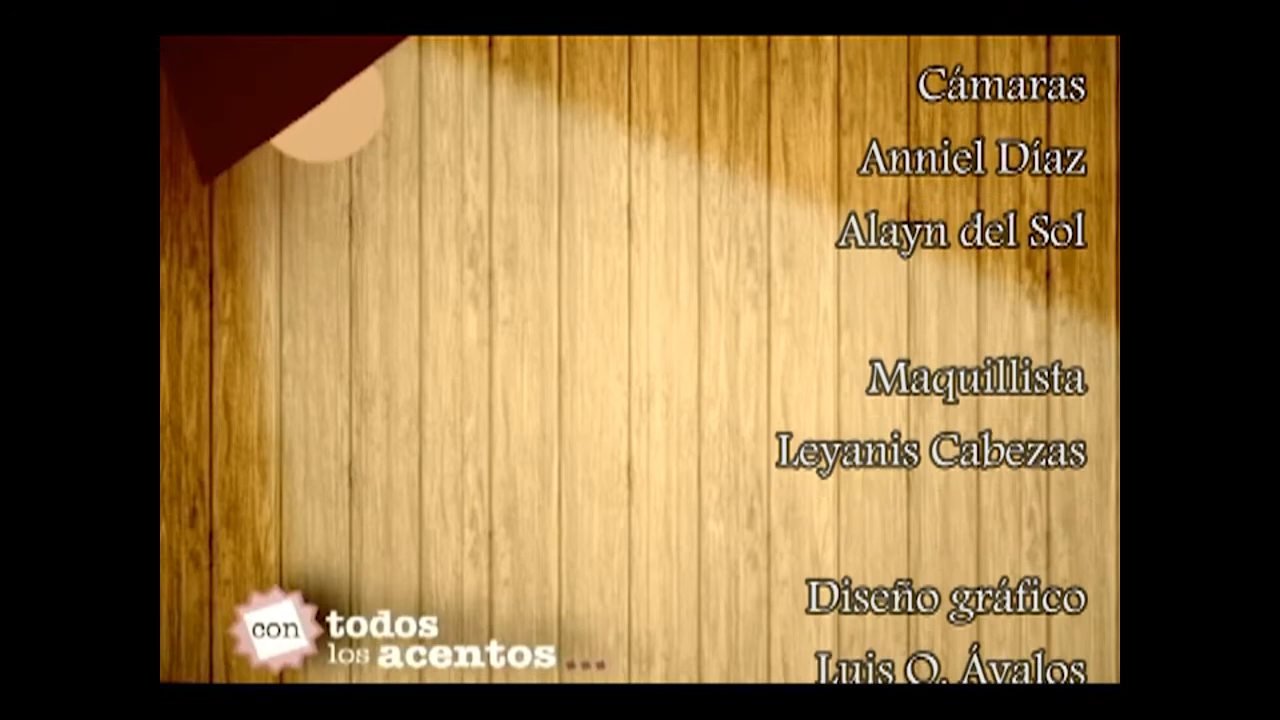 Cámaras
Anniel Díaz
Alayn del Sol
Maquillista
Leyanis Cabezas
Diseño gráfico
Luis O. Ávalos
con todos
los acentos...